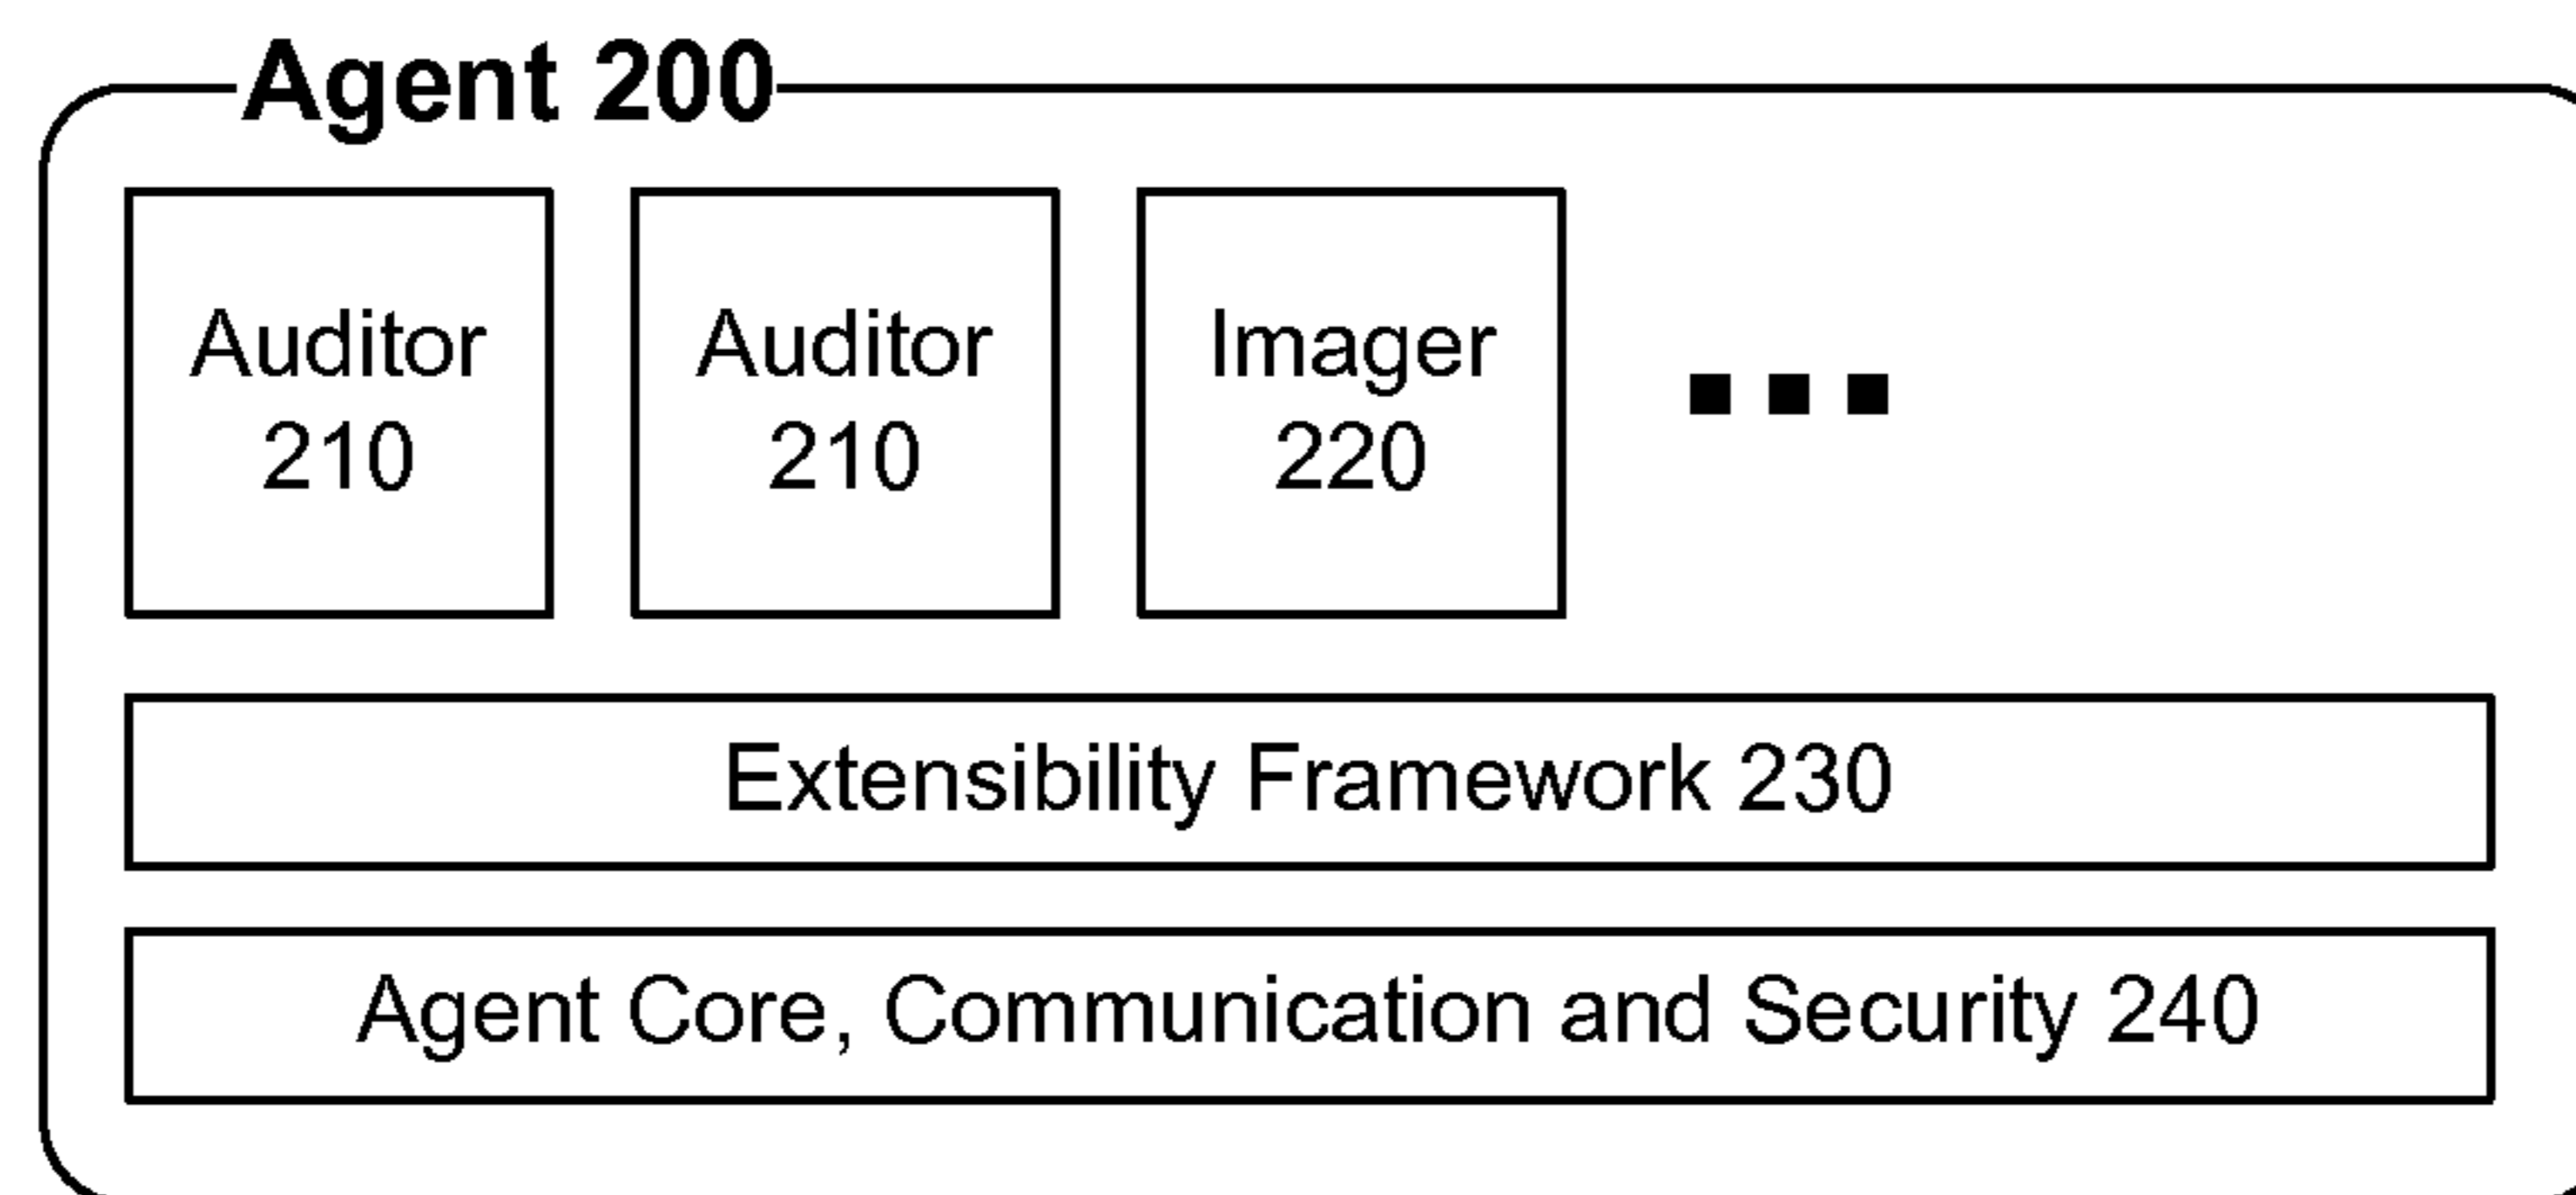 Agent 200
Auditor
210
Auditor
210
Imager
220
Extensibility Framework 230
Agent Core, Communication and Security 240